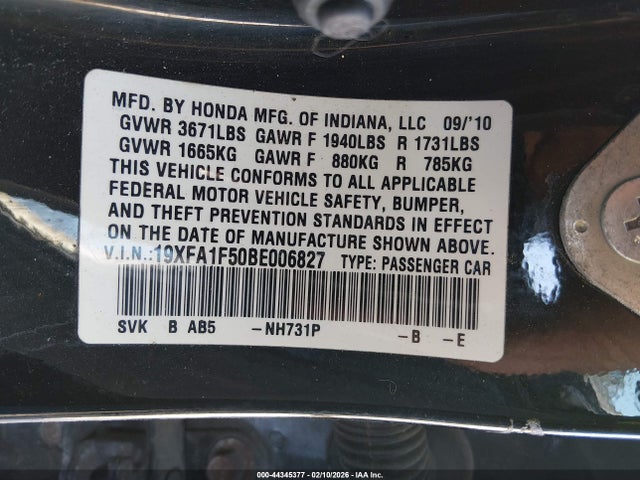 MFD. BY HONDA MFG. OF INDIANA, LLC 09/'10
GVWR 3671LBS GAWR F 1940LBS R 1731LBS
GVWR 1665KG GAWR F 880KG R 785KG
THIS VEHICLE CONFORMS TO ALL APPLICABLE
FEDERAL MOTOR VEHICLE SAFETY, BUMPER,
AND THEFT PREVENTION STANDARDS IN EFFECT
ON THE DATE OF MANUFACTURE SHOWN ABOVE.
V.I.N.:19XFA1F50BE006827 TYPE: PASSENGER CAR
SVK B AB5 -NH731P -B -E
000-44345377 - 02/10/2026 - IAA Inc.